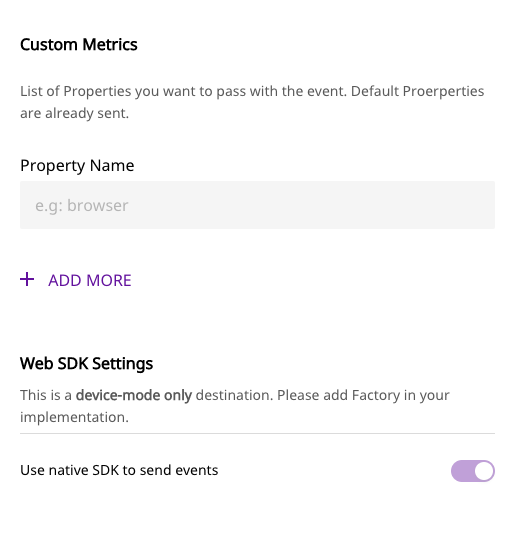 Custom Metrics
List of Properties you want to pass with the event. Default Proerperties
are already sent.
Property Name
e.g: browser
+ ADD MORE
Web SDK Settings
This is a device-mode only destination. Please add Factory in your
implementation.
Use native SDK to send events